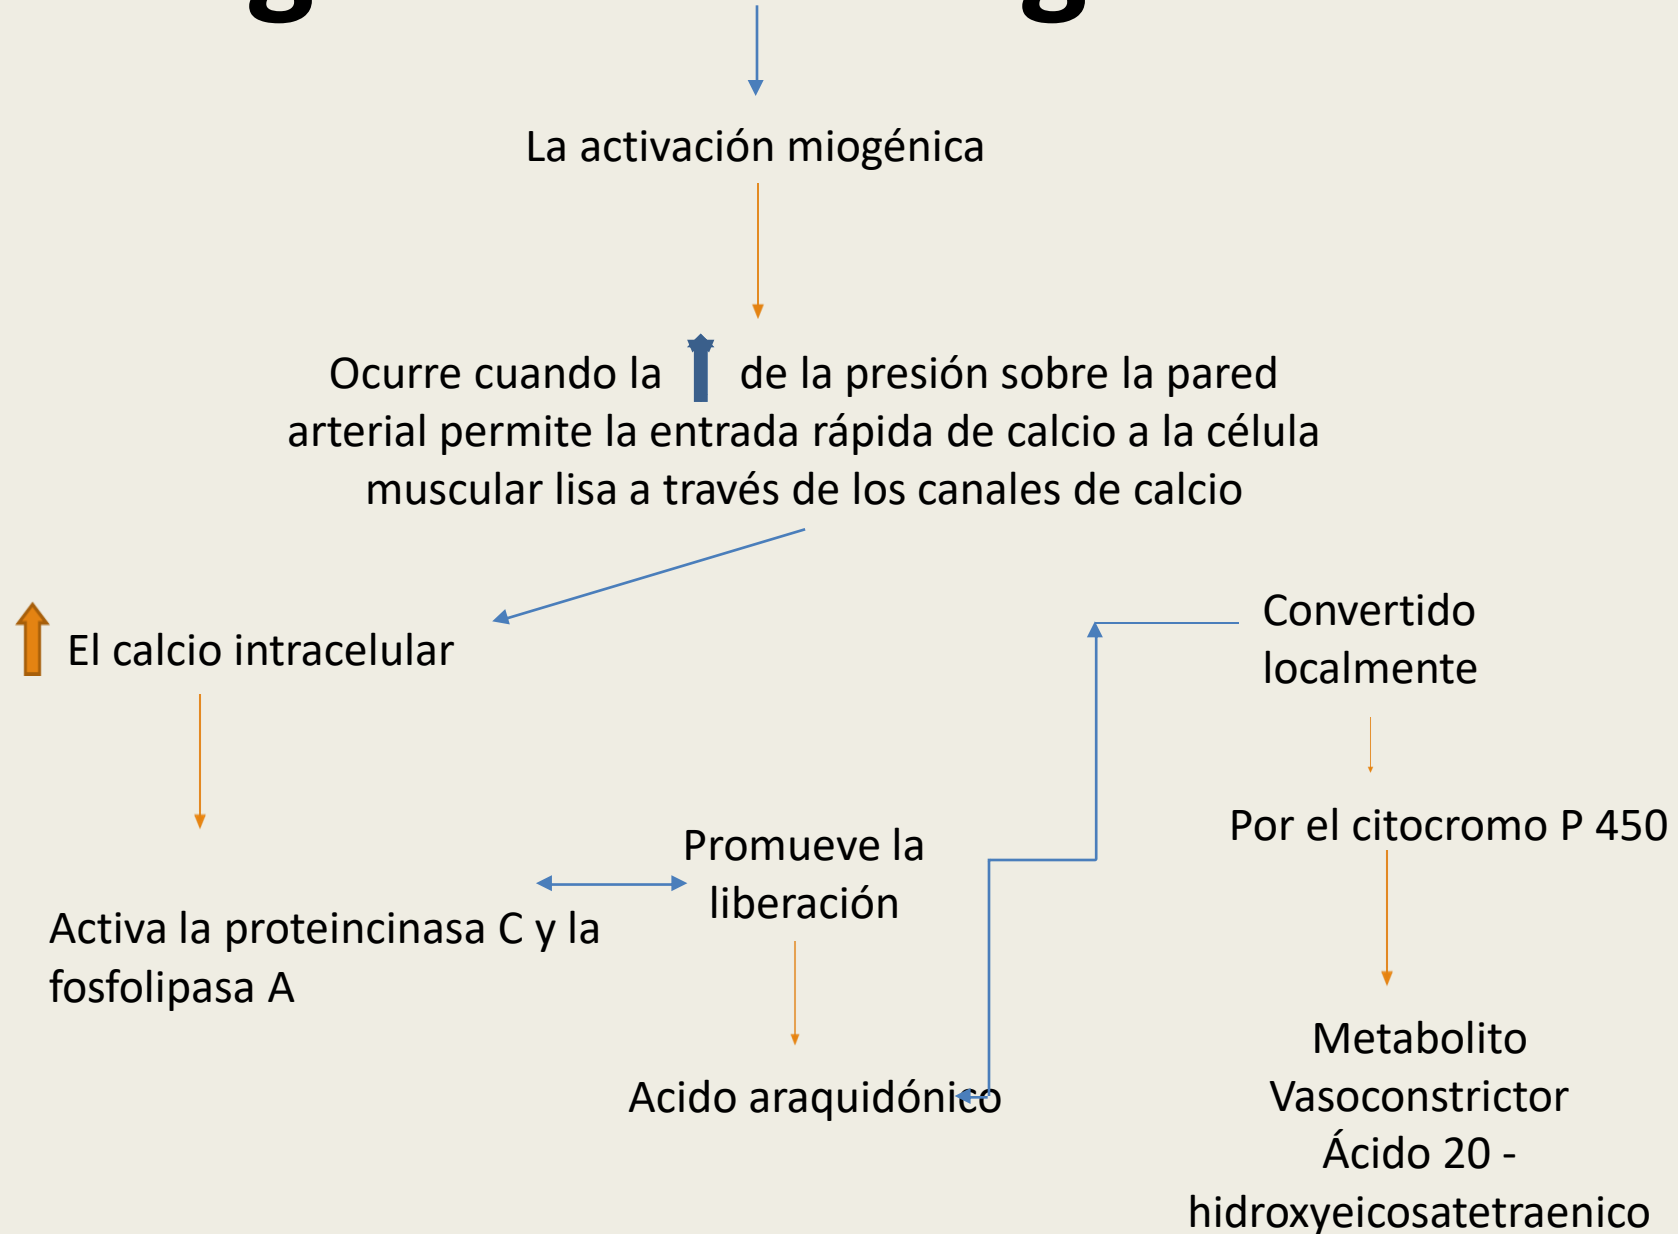 La activación miogénica
Ocurre cuando la de la presión sobre la pared
arterial permite la entrada rápida de calcio a la célula
muscular lisa a través de los canales de calcio
El calcio intracelular
Activa la proteincinasa C y la
fosfolipasa A
Promueve la
liberación
Acido araquidónico
Convertido
localmente
Por el citocromo P 450
Metabolito
Vasoconstrictor
Ácido 20 -
hidroxyeicosatetraenico